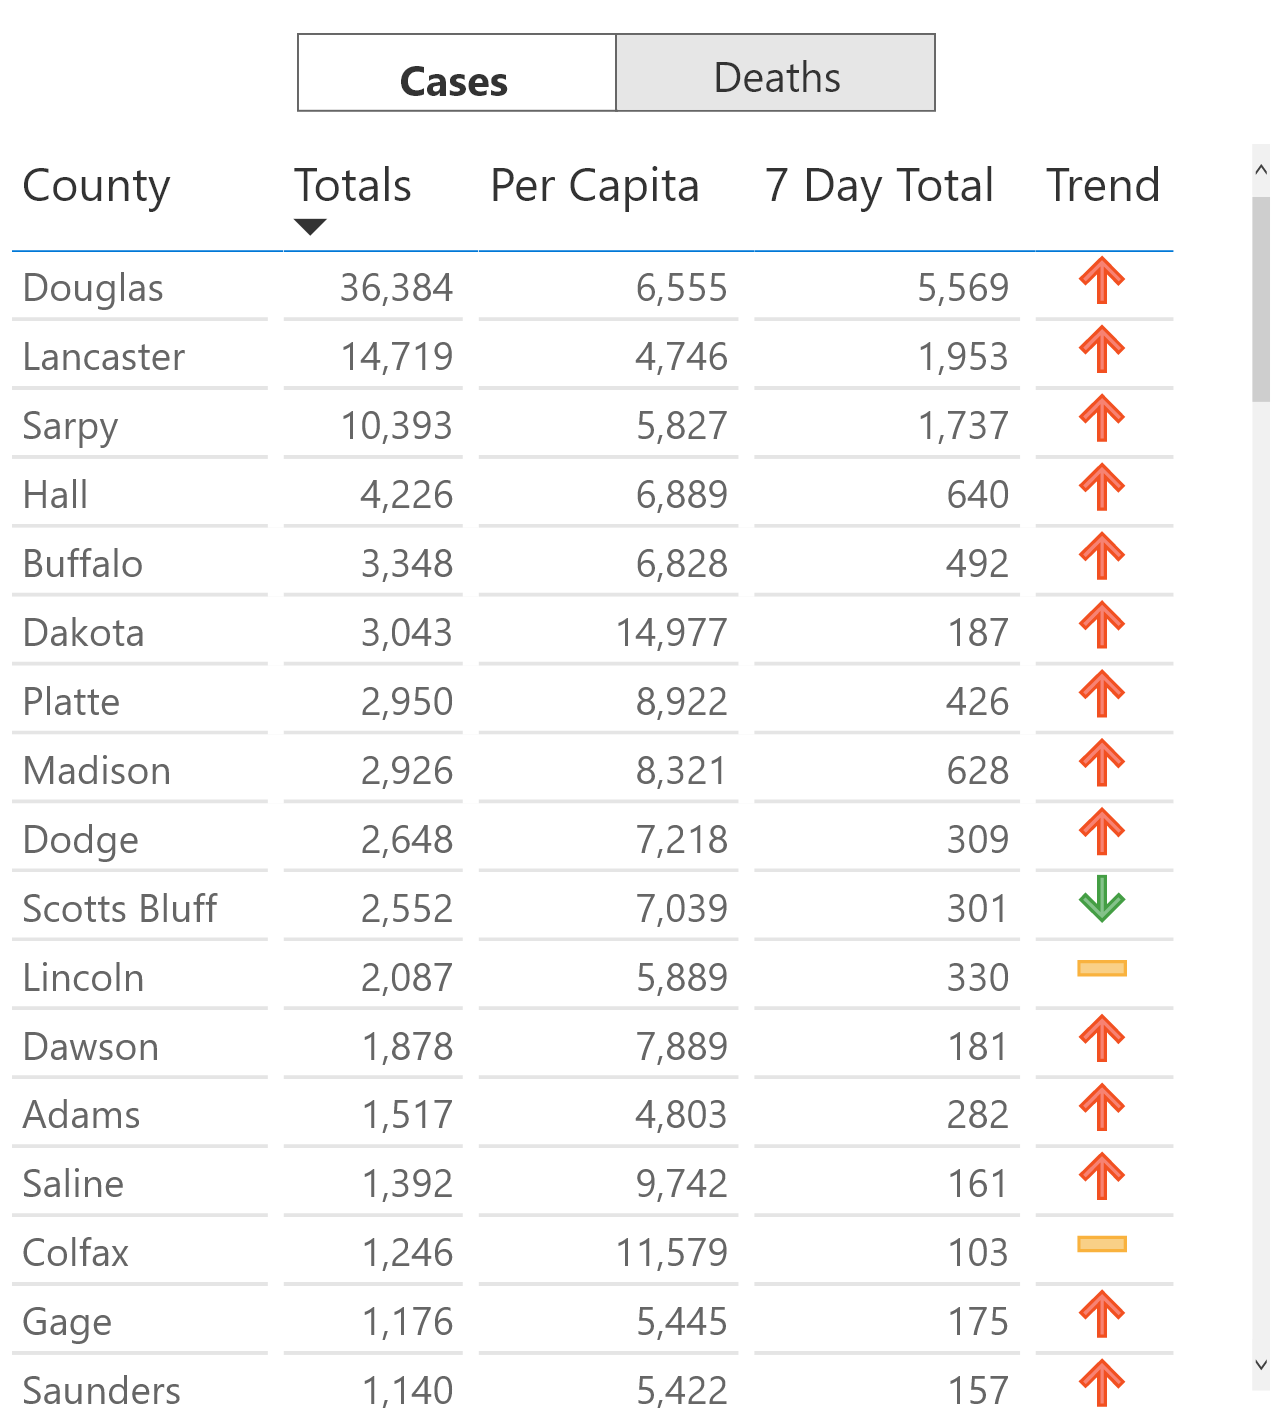 Cases Deaths
County Totals Per Capita 7 Day Total Trend
Douglas 36,384 6,555 5,569
Lancaster 14,719 4,746 1,953
Sarpy 10,393 5,827 1,737
Hall 4,226 6,889 640
Buffalo 3,348 6,828 492
Dakota 3,043 14,977 187
Platte 2,950 8,922 426
Madison 2,926 8,321 628
Dodge 2,648 7,218 309
Scotts Bluff 2,552 7,039 301
Lincoln 2,087 5,889 330
Dawson 1,878 7,889 181
Adams 1,517 4,803 282
Saline 1,392 9,742 161
Colfax 1,246 11,579 103
Gage 1,176 5,445 175
Saunders 1,140 5,422 157